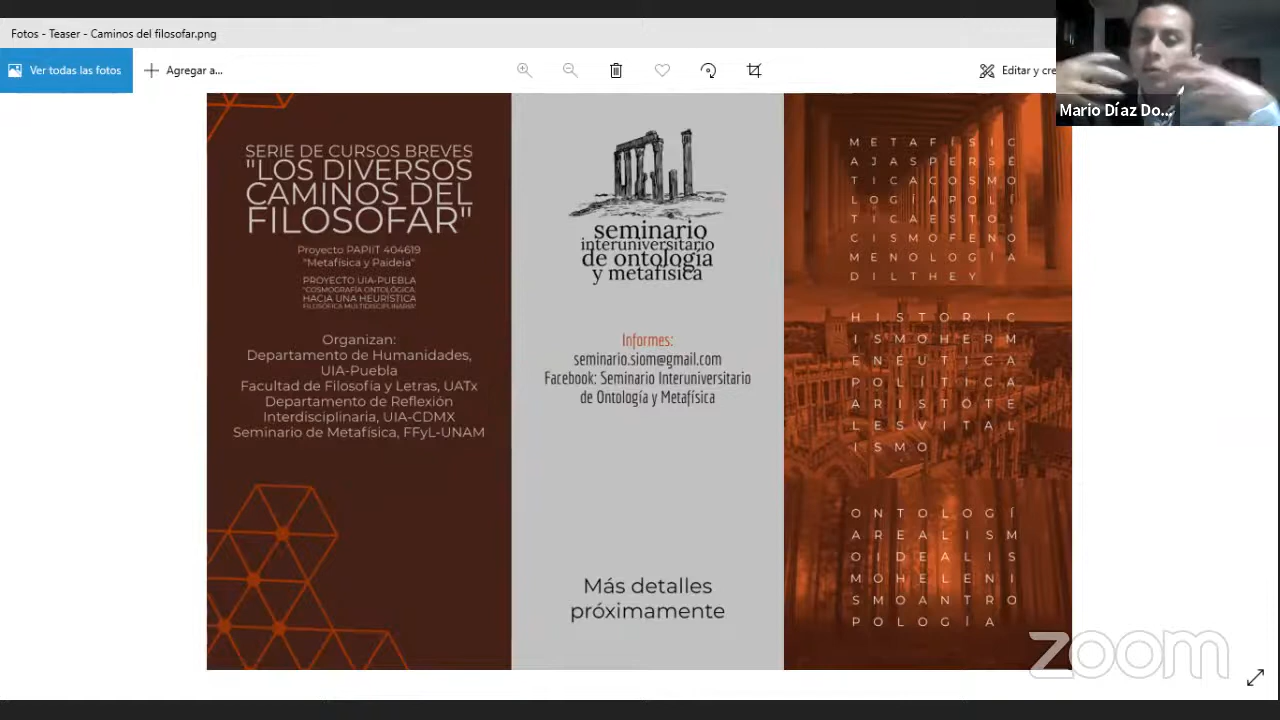 Fotos - Teaser - Caminos del filosofar.png
Ver todas las fotos
Agregar a...
Editar y cre
Mario Díaz Do...
SERIE DE CURSOS BREVES
"LOS DIVERSOS
CAMINOS DEL
FILOSOFAR"
Proyecto PAPIIT 404619
"Metafísica y Paideia"
PROYECTO UIA-PUEBLA
"COSMOGRAFÍA ONTOLÓGICA:
HACIA UNA HEURÍSTICA
FILOSÓFICA MULTIDISCIPLINARIA"
Organizan:
Departamento de Humanidades,
UIA-Puebla
Facultad de Filosofía y Letras, UATx
Departamento de Reflexión
Interdisciplinaria, UIA-CDMX
Seminario de Metafísica, FFyL-UNAM
seminario
interuniversitario
de ontología
y metafísica
Informes:
seminario.siom@gmail.com
Facebook: Seminario Interuniversitario
de Ontología y Metafísica
Más detalles
próximamente
M E T A F Í S I C
A J A S P E R S É
T I C A C O S M O
L O G Í A P O L Í
T I C A E S T O I
C I S M O F E N O
M E N O L O G Í A
D I L T H E Y
H I S T O R I C
I S M O H E R M
E N É U T I C A
P O L Í T I C A
A R I S T Ó T E
L E S V I T A L
I S M O
O N T O L O G Í
A R E A L I S M
O I D E A L I S
M O H E L E N I
S M O A N T R O
P O L O G Í A
zoom